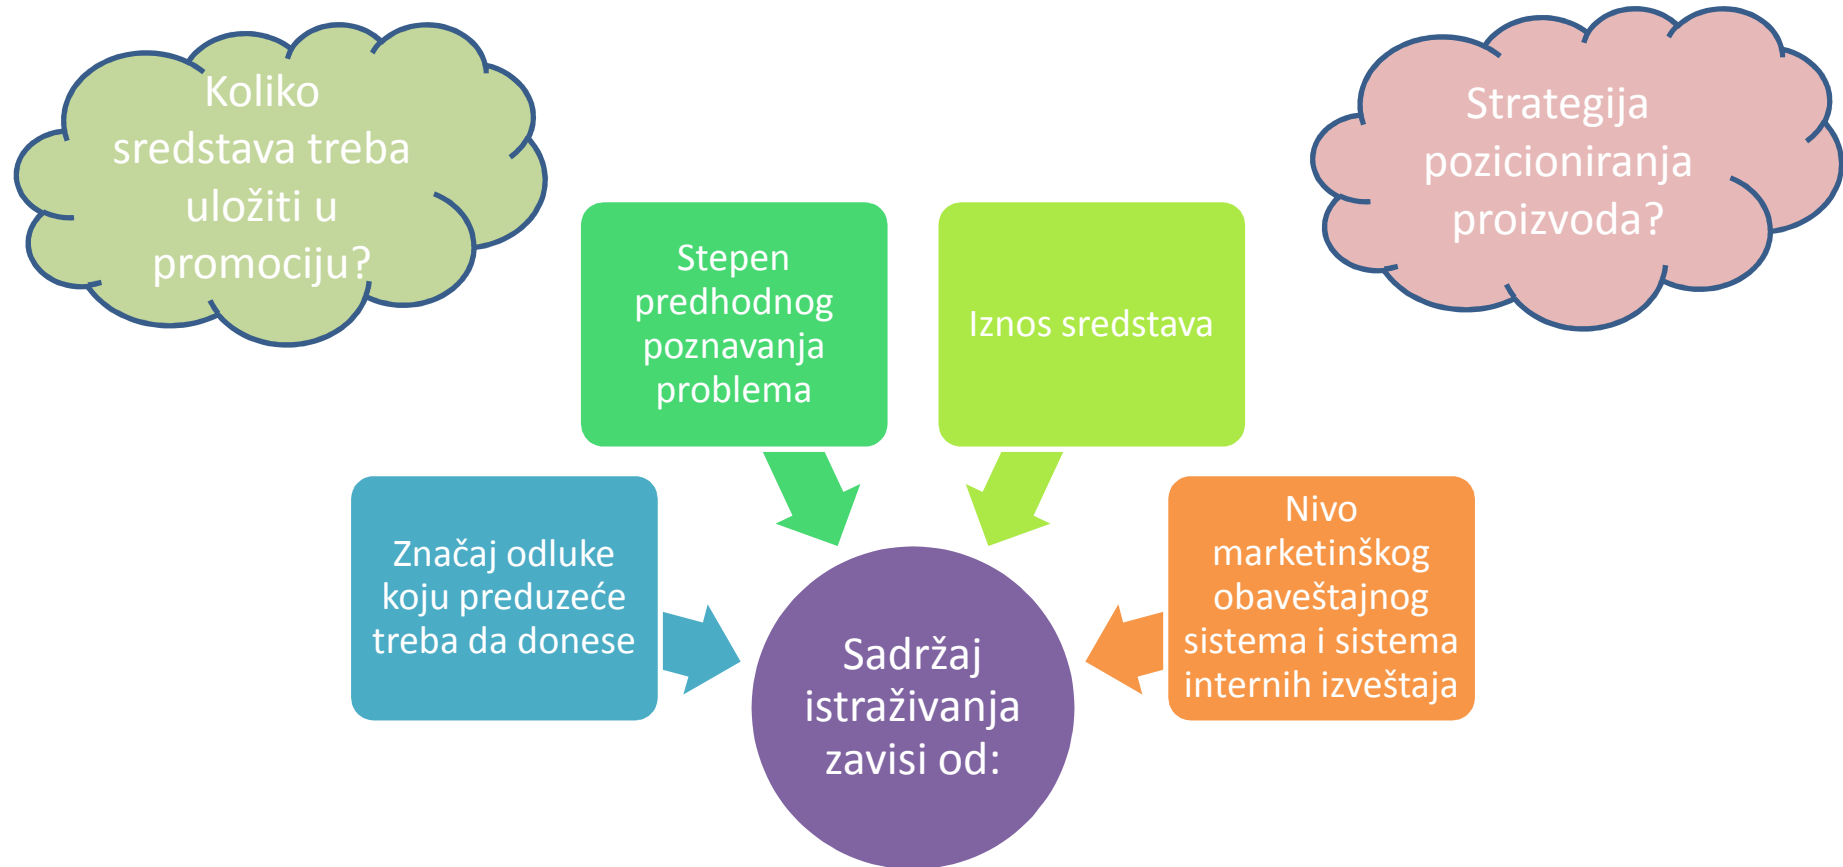 Koliko
sredstava treba
uložiti u
promociju?
Strategija
pozicioniranja
proizvoda?
Stepen
predhodnog
poznavanja
problema
Iznos sredstava
Značaj odluke
koju preduzeće
treba da donese
Nivo
marketinškog
obaveštajnog
sistema i sistema
internih izveštaja
Sadržaj
istraživanja
zavisi od: